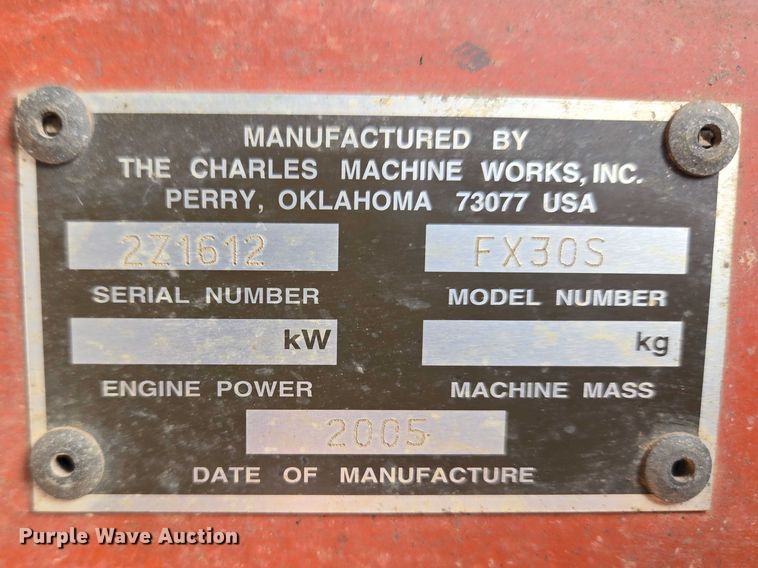 MANUFACTURED BY
THE CHARLES MACHINE WORKS, INC.
PERRY, OKLAHOMA 73077 USA
2Z1612 FX30S
SERIAL NUMBER MODEL NUMBER
kW kg
ENGINE POWER MACHINE MASS
2005
DATE OF MANUFACTURE
Purple Wave Auction